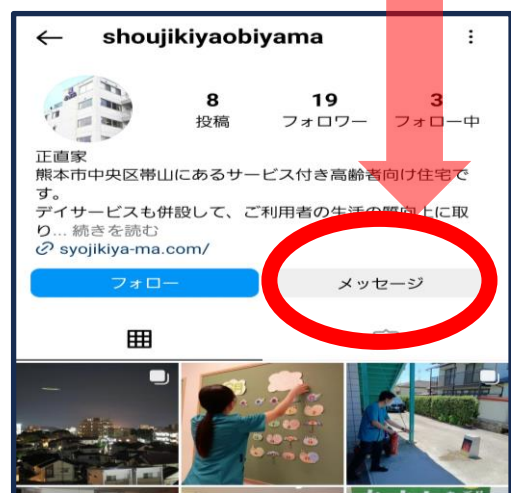 ← shoujikiyaobiyama
8 19 3
投稿 フォロワー フォロー中
正直家
熊本市中央区帯山にあるサービス付き高齢者向け住宅で
す。
デイサービスも併設して、ご利用者の生活の質向上に取
り... 続きを読む
syojikiya-ma.com/
フォロー メッセージ